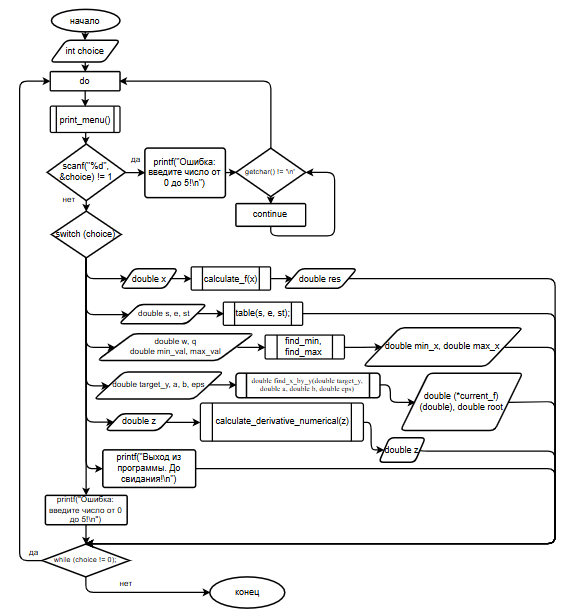 начало
int choice
do
print_menu()
scanf("%d",
&choice) != 1
да
printf("Ошибка:
введите число от
0 до 5!\n")
getchar() != '\n'
continue
нет
switch (choice)
double x
calculate_f(x)
double res
double s, e, st
table(s, e, st);
double w, q
double min_val, max_val
find_min,
find_max
double min_x, double max_x
double target_y, a, b, eps
double find_x_by_y(double target_y,
double a, double b, double eps)
double (*current_f)
(double), double root
double z
calculate_derivative_numerical(z)
double z
printf("Выход из
программы. До
свидания!\n")
printf("Ошибка:
введите число от 0
до 5!\n")
да
while (choice != 0);
нет
конец